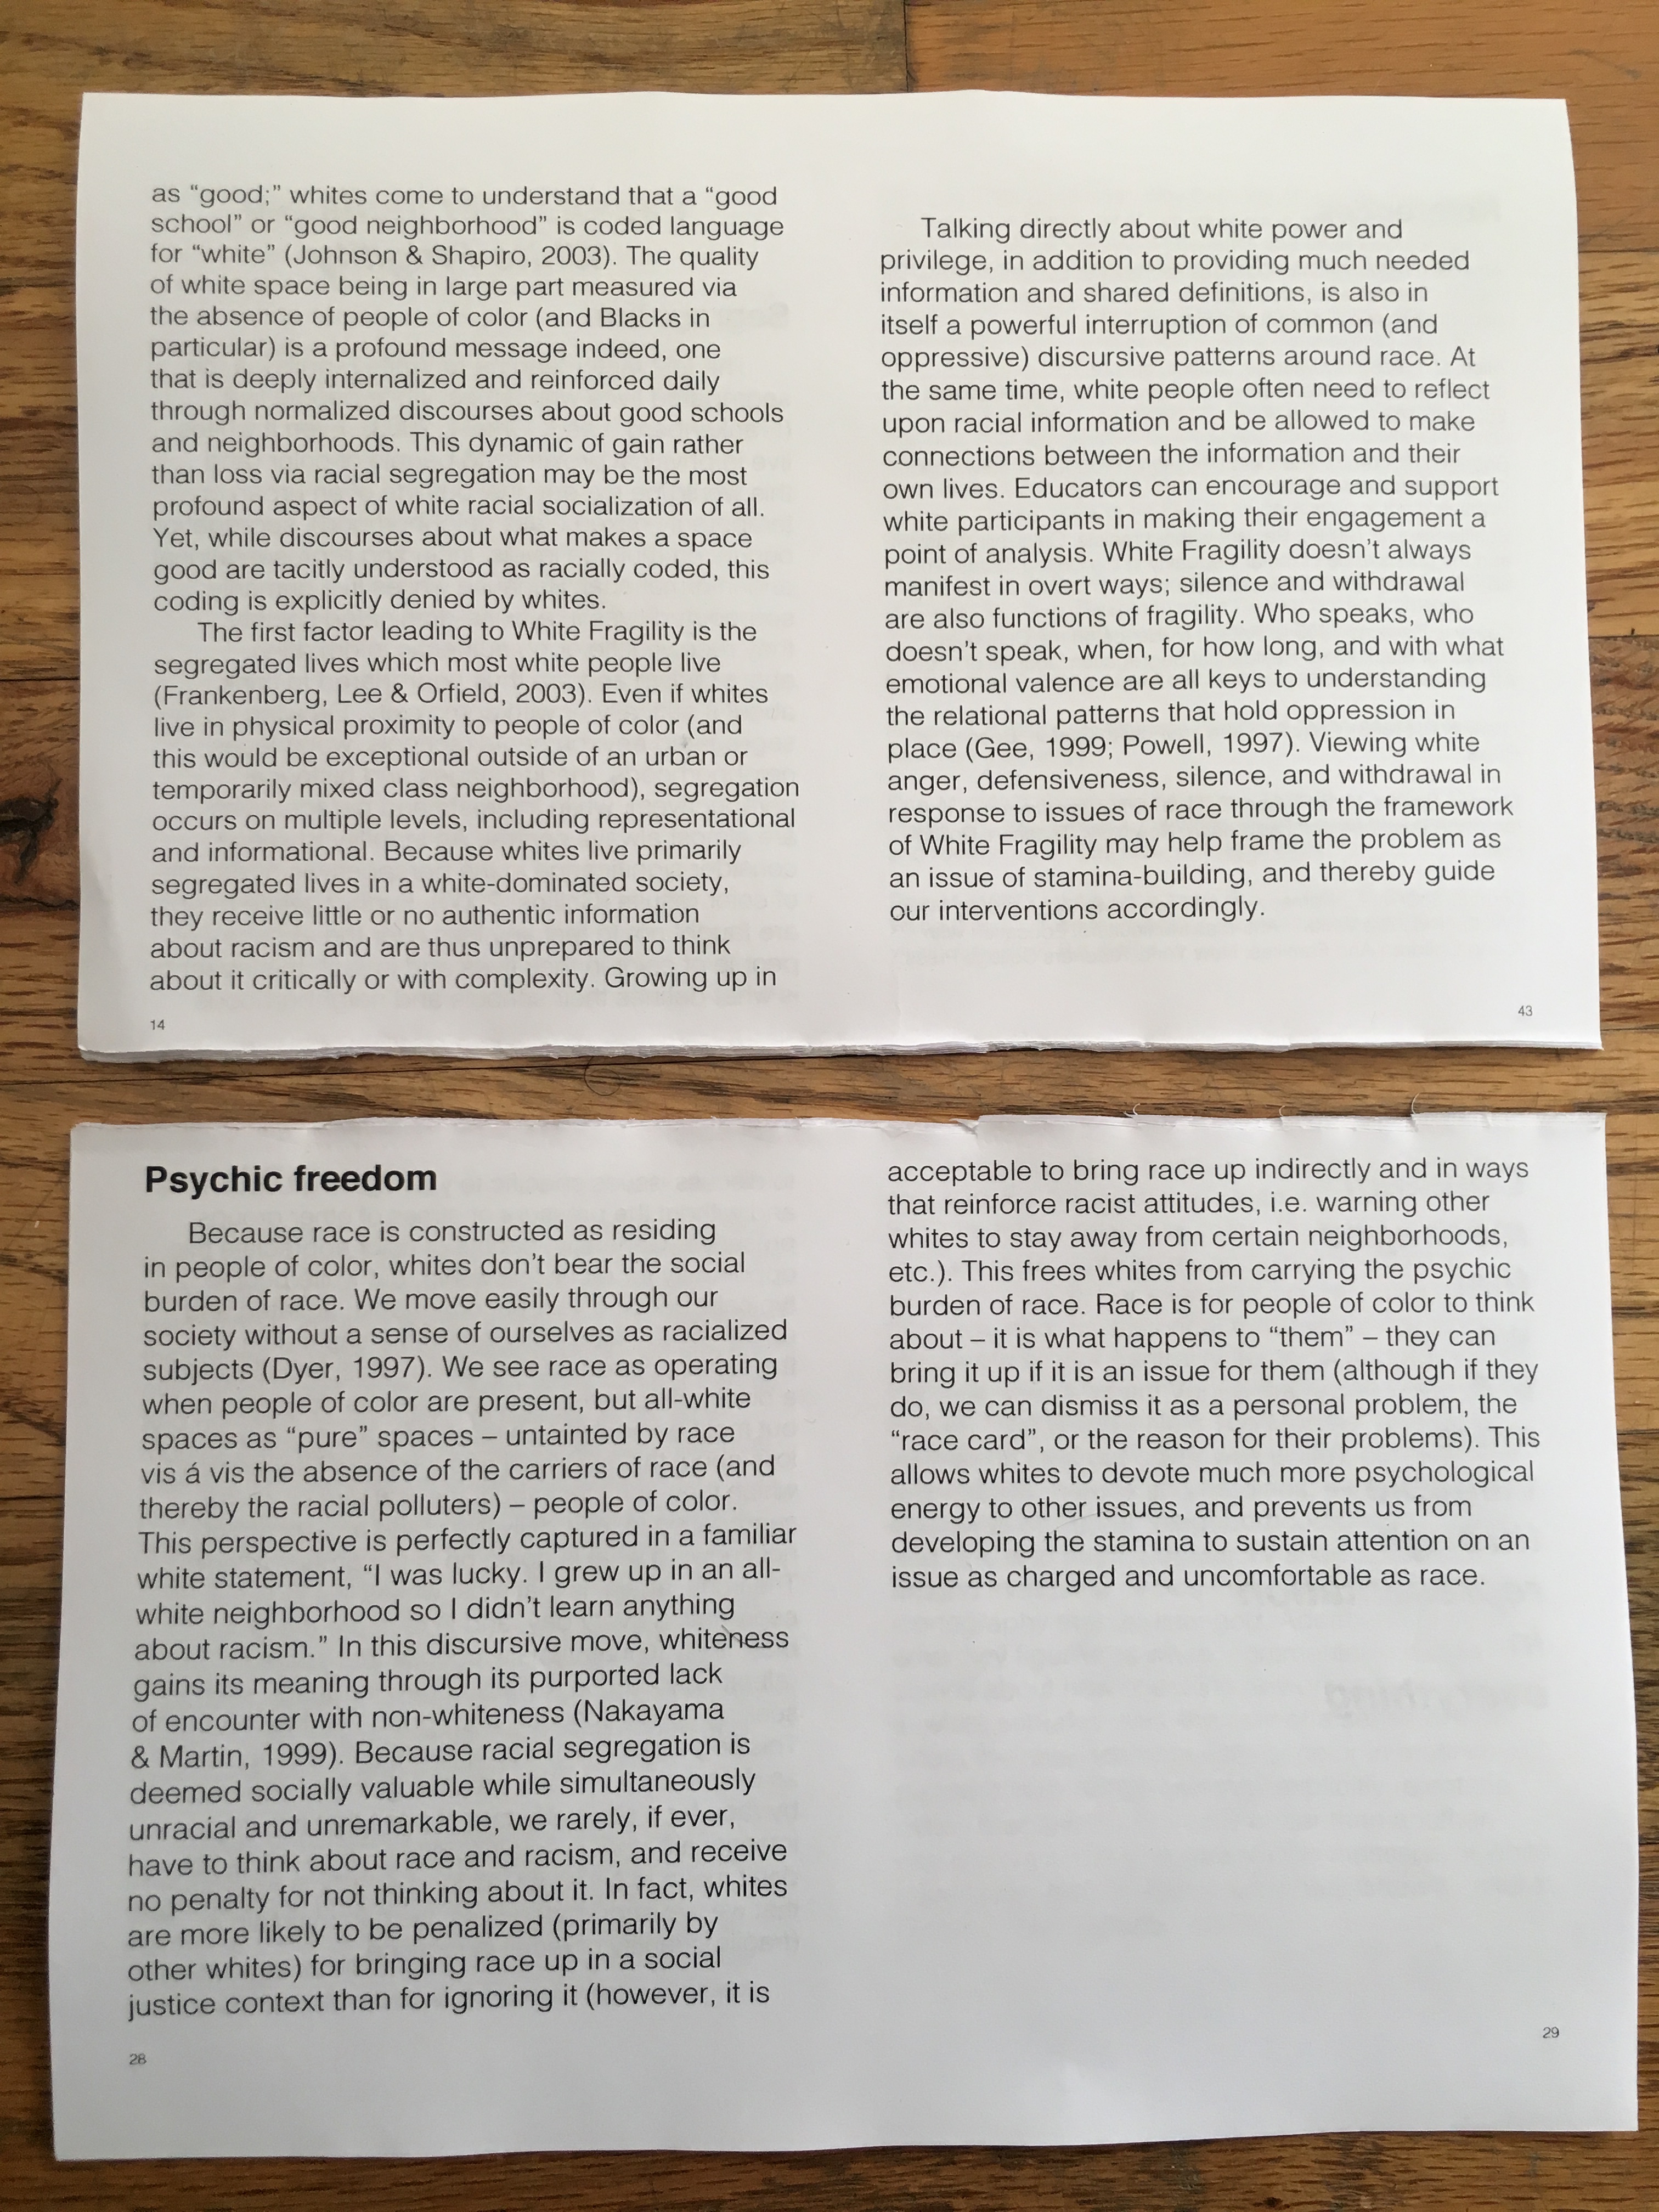 as “good;” whites come to understand that a “good
school” or “good neighborhood” is coded language
for “white” (Johnson & Shapiro, 2003). The quality
of white space being in large part measured via
the absence of people of color (and Blacks in
particular) is a profound message indeed, one
that is deeply internalized and reinforced daily
through normalized discourses about good schools
and neighborhoods. This dynamic of gain rather
than loss via racial segregation may be the most
profound aspect of white racial socialization of all.
Yet, while discourses about what makes a space
good are tacitly understood as racially coded, this
coding is explicitly denied by whites.
The first factor leading to White Fragility is the
segregated lives which most white people live
(Frankenberg, Lee & Orfield, 2003). Even if whites
live in physical proximity to people of color (and
this would be exceptional outside of an urban or
temporarily mixed class neighborhood), segregation
occurs on multiple levels, including representational
and informational. Because whites live primarily
segregated lives in a white-dominated society,
they receive little or no authentic information
about racism and are thus unprepared to think
about it critically or with complexity. Growing up in
14
Talking directly about white power and
privilege, in addition to providing much needed
information and shared definitions, is also in
itself a powerful interruption of common (and
oppressive) discursive patterns around race. At
the same time, white people often need to reflect
upon racial information and be allowed to make
connections between the information and their
own lives. Educators can encourage and support
white participants in making their engagement a
point of analysis. White Fragility doesn’t always
manifest in overt ways; silence and withdrawal
are also functions of fragility. Who speaks, who
doesn’t speak, when, for how long, and with what
emotional valence are all keys to understanding
the relational patterns that hold oppression in
place (Gee, 1999; Powell, 1997). Viewing white
anger, defensiveness, silence, and withdrawal in
response to issues of race through the framework
of White Fragility may help frame the problem as
an issue of stamina-building, and thereby guide
our interventions accordingly.
43
Psychic freedom
Because race is constructed as residing
in people of color, whites don’t bear the social
burden of race. We move easily through our
society without a sense of ourselves as racialized
subjects (Dyer, 1997). We see race as operating
when people of color are present, but all-white
spaces as “pure” spaces – untainted by race
vis á vis the absence of the carriers of race (and
thereby the racial polluters) – people of color.
This perspective is perfectly captured in a familiar
white statement, “I was lucky. I grew up in an all-
white neighborhood so I didn’t learn anything
about racism.” In this discursive move, whiteness
gains its meaning through its purported lack
of encounter with non-whiteness (Nakayama
& Martin, 1999). Because racial segregation is
deemed socially valuable while simultaneously
unracial and unremarkable, we rarely, if ever,
have to think about race and racism, and receive
no penalty for not thinking about it. In fact, whites
are more likely to be penalized (primarily by
other whites) for bringing race up in a social
justice context than for ignoring it (however, it is
28
acceptable to bring race up indirectly and in ways
that reinforce racist attitudes, i.e. warning other
whites to stay away from certain neighborhoods,
etc.). This frees whites from carrying the psychic
burden of race. Race is for people of color to think
about – it is what happens to “them” – they can
bring it up if it is an issue for them (although if they
do, we can dismiss it as a personal problem, the
“race card”, or the reason for their problems). This
allows whites to devote much more psychological
energy to other issues, and prevents us from
developing the stamina to sustain attention on an
issue as charged and uncomfortable as race.
29